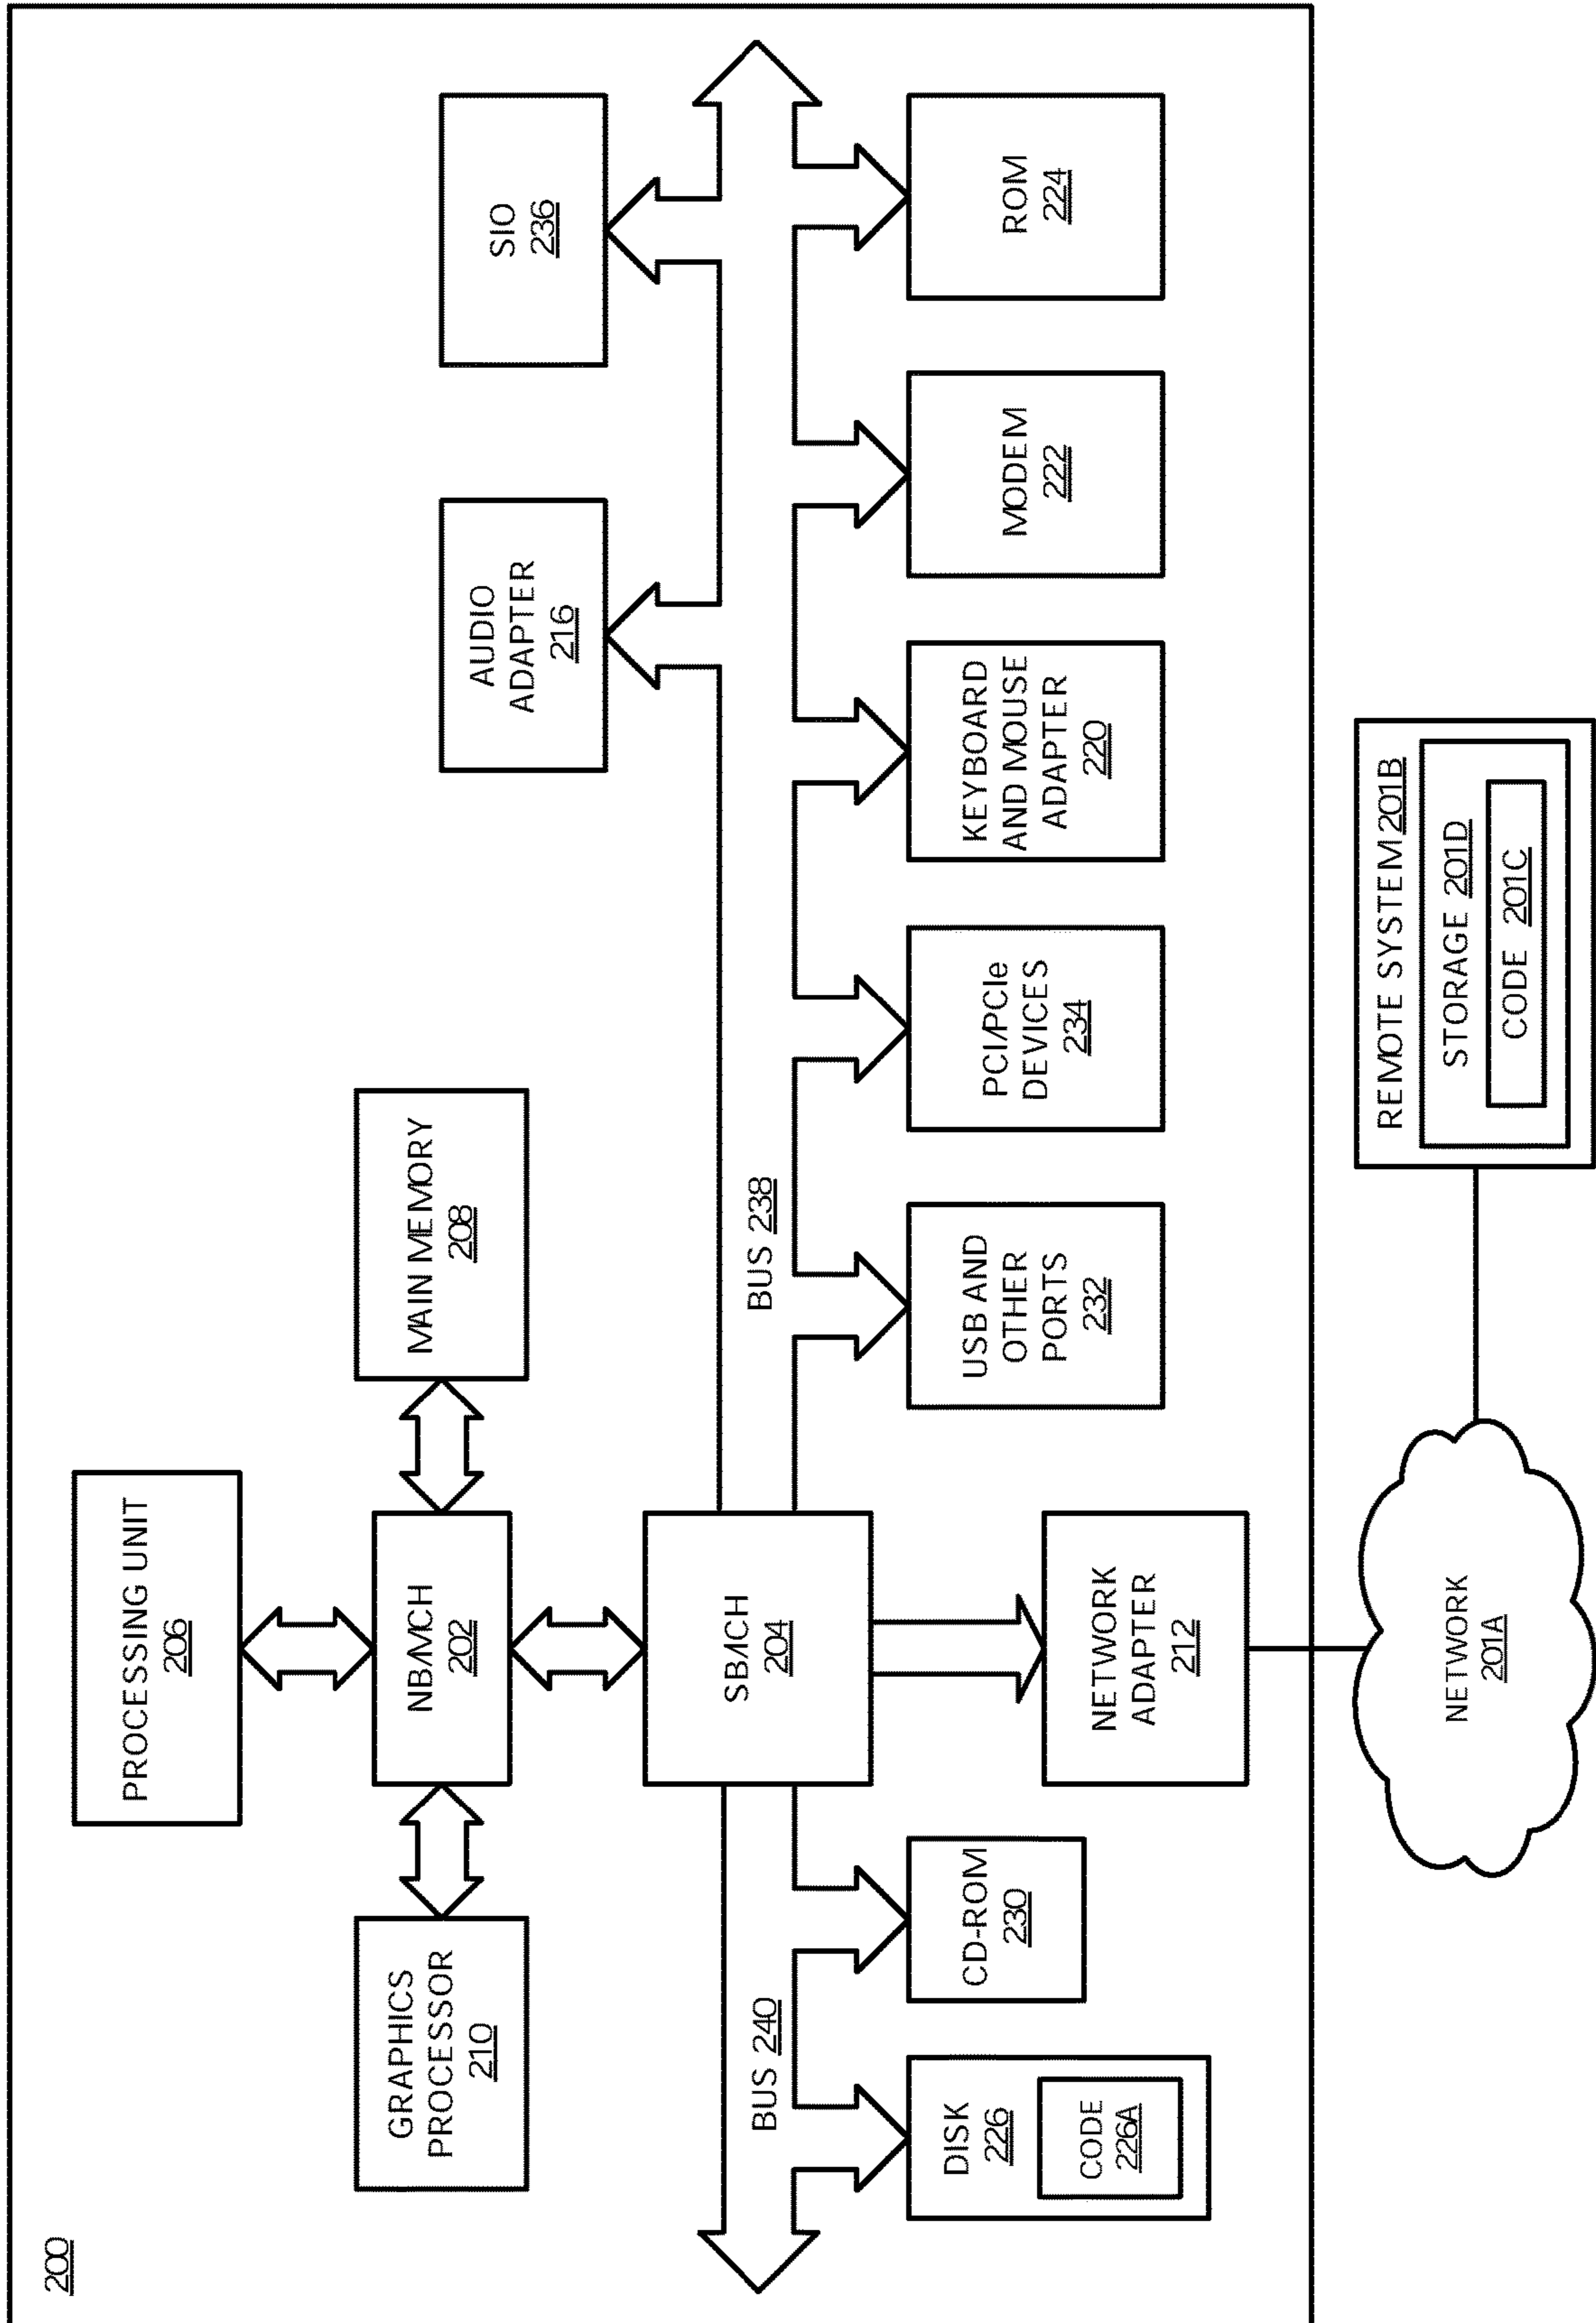 200
PROCESSING UNIT
206
GRAPHICS
PROCESSOR
210
NB/MCH
202
MAIN MEMORY
208
AUDIO
ADAPTER
216
SIO
236
SB/ICH
204
BUS 240
BUS 238
DISK
226
CODE
226A
CD-ROM
230
NETWORK
ADAPTER
212
USB AND
OTHER
PORTS
232
PCI/PCIe
DEVICES
234
KEYBOARD
AND MOUSE
ADAPTER
220
MODEM
222
ROM
224
NETWORK
201A
REMOTE SYSTEM 201B
STORAGE 201D
CODE 201C